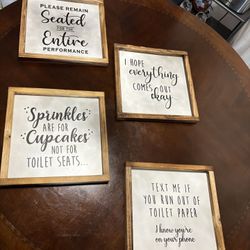 PLEASE REMAIN
Seated
FOR THE
Entire
PERFORMANCE
I HOPE
everything
COMES OUT
okay
Sprinkles
ARE FOR
Cupcakes
NOT FOR
TOILET SEATS...
TEXT ME IF
YOU RUN OUT OF
TOILET PAPER
I know you're
on your phone